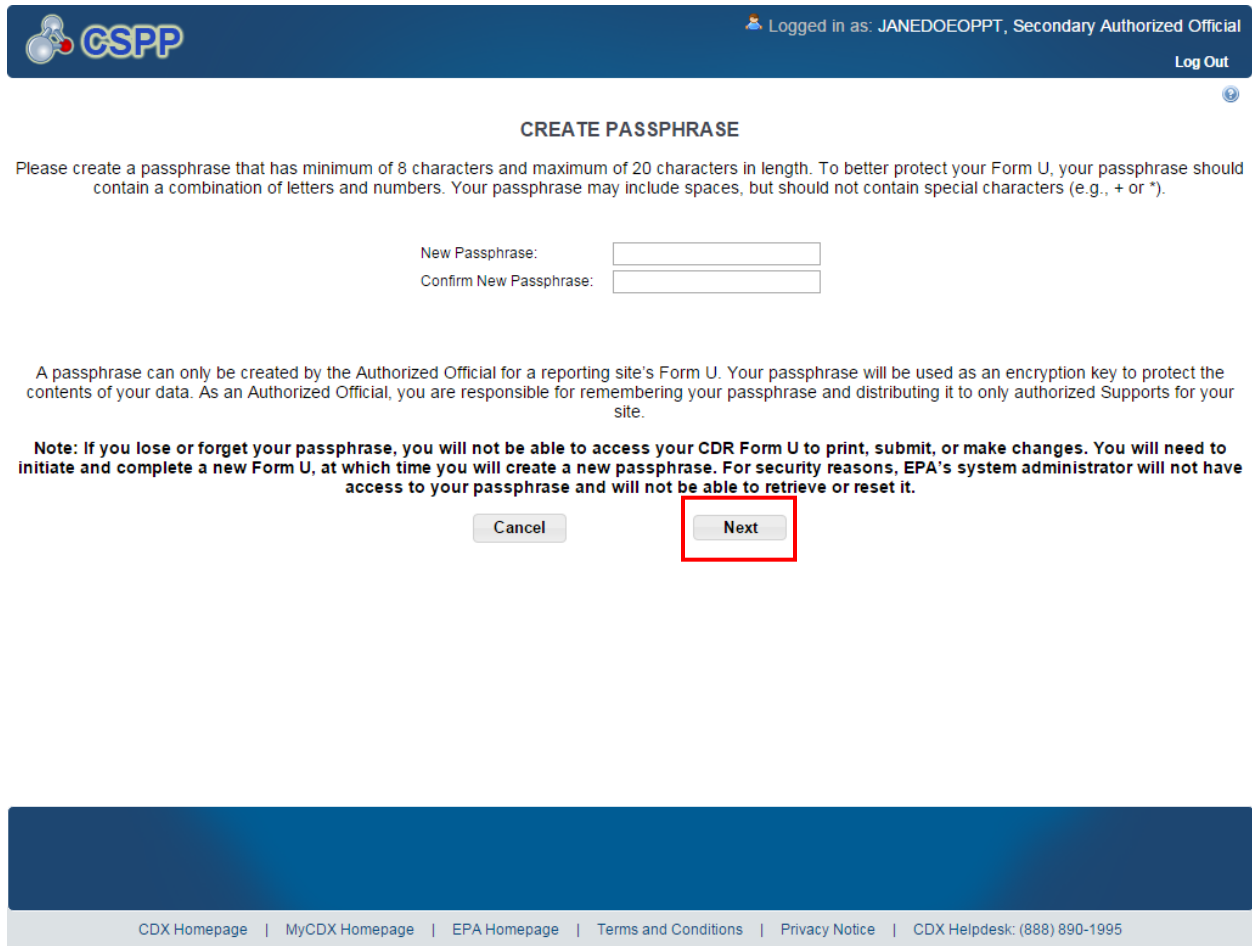 CSPP
Logged in as: JANEDOEOPPT, Secondary Authorized Official
Log Out
CREATE PASSPHRASE
Please create a passphrase that has minimum of 8 characters and maximum of 20 characters in length. To better protect your Form U, your passphrase should
contain a combination of letters and numbers. Your passphrase may include spaces, but should not contain special characters (e.g., + or *).
New Passphrase:
Confirm New Passphrase:
A passphrase can only be created by the Authorized Official for a reporting site's Form U. Your passphrase will be used as an encryption key to protect the
contents of your data. As an Authorized Official, you are responsible for remembering your passphrase and distributing it to only authorized Supports for your
site.
Note: If you lose or forget your passphrase, you will not be able to access your CDR Form U to print, submit, or make changes. You will need to
initiate and complete a new Form U, at which time you will create a new passphrase. For security reasons, EPA's system administrator will not have
access to your passphrase and will not be able to retrieve or reset it.
Cancel Next
CDX Homepage | MyCDX Homepage | EPA Homepage | Terms and Conditions | Privacy Notice | CDX Helpdesk: (888) 890-1995